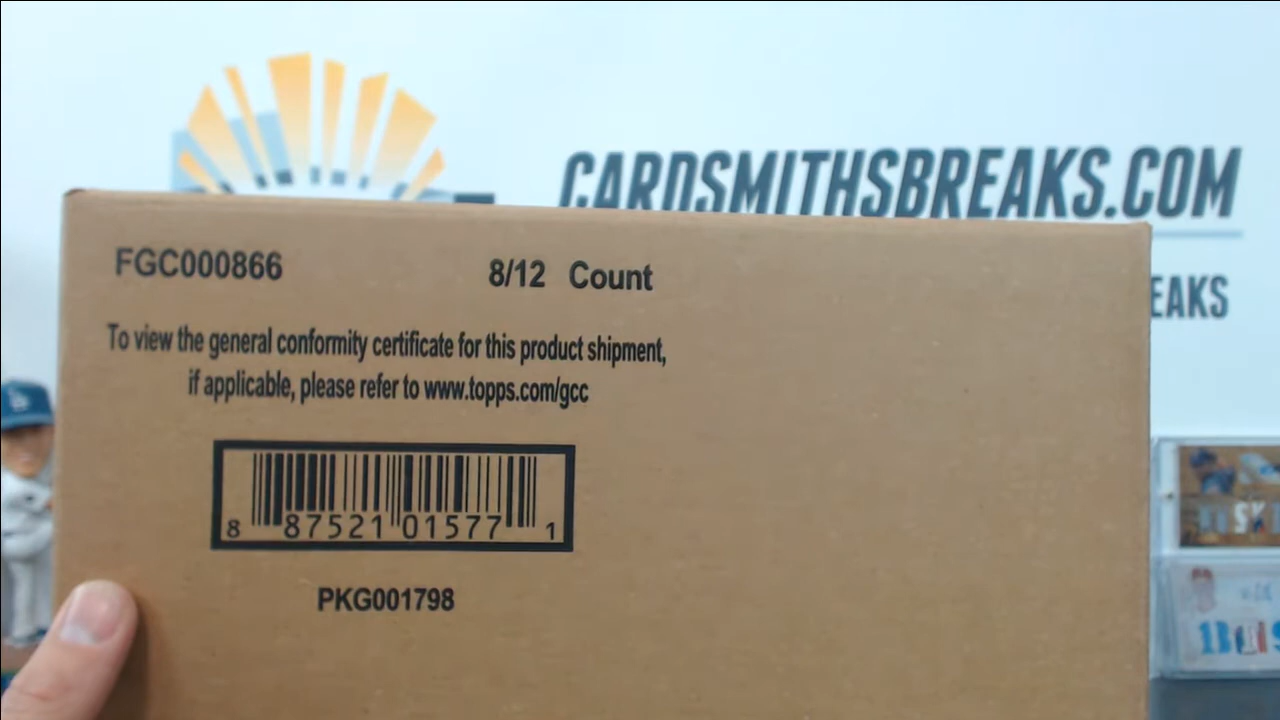 CARDSMITHSBREAKS.COM
EAKS
FGC000866 8/12 Count
To view the general conformity certificate for this product shipment,
if applicable, please refer to www.topps.com/gcc
8 87521 01577 1
PKG001798